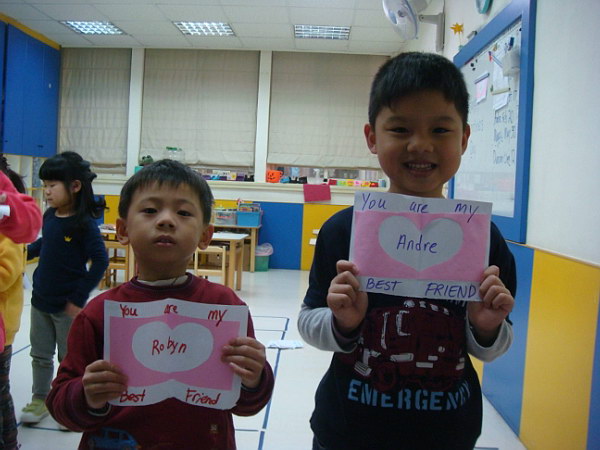 You are my
Robyn
Best Friend
You are my
Andre
BEST FRIEND
EMERGENCY